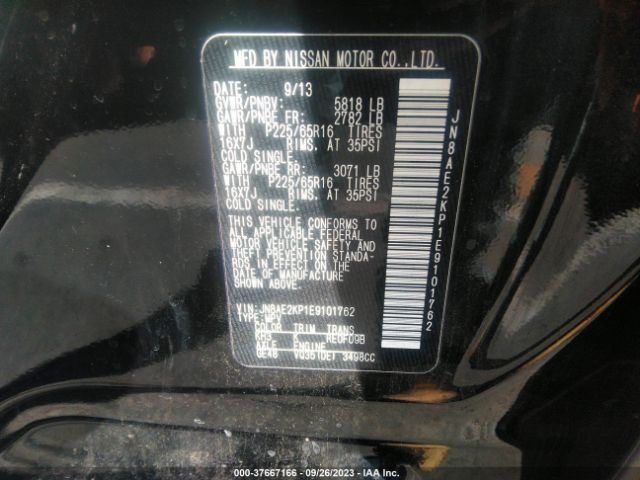 MFD BY NISSAN MOTOR CO.,LTD.
DATE: 9/13
GVWR/PNBV: 5818 LB
GAWR/PNBE FR: 2782 LB
WITH P225/65R16 TIRES
16X7J RIMS. AT 35PSI
COLD SINGLE.
GAWR/PNBE RR: 3071 LB
WITH P225/65R16 TIRES
16X7J RIMS. AT 35PSI
COLD SINGLE.
THIS VEHICLE CONFORMS TO
ALL APPLICABLE FEDERAL
MOTOR VEHICLE SAFETY AND
THEFT PREVENTION STANDA-
RDS IN EFFECT ON THE
DATE OF MANUFACTURE
SHOWN ABOVE.
VIN:JN8AE2KP1E9101762
TYPE:MPV
COLOR TRIM TRANS
KH3 K RE0F09B
AXLE ENGINE
GE48 VQ35(DE) 3498CC
JN8AE2KP1E9101762
000-37667166 - 09/26/2023 - IAA Inc.